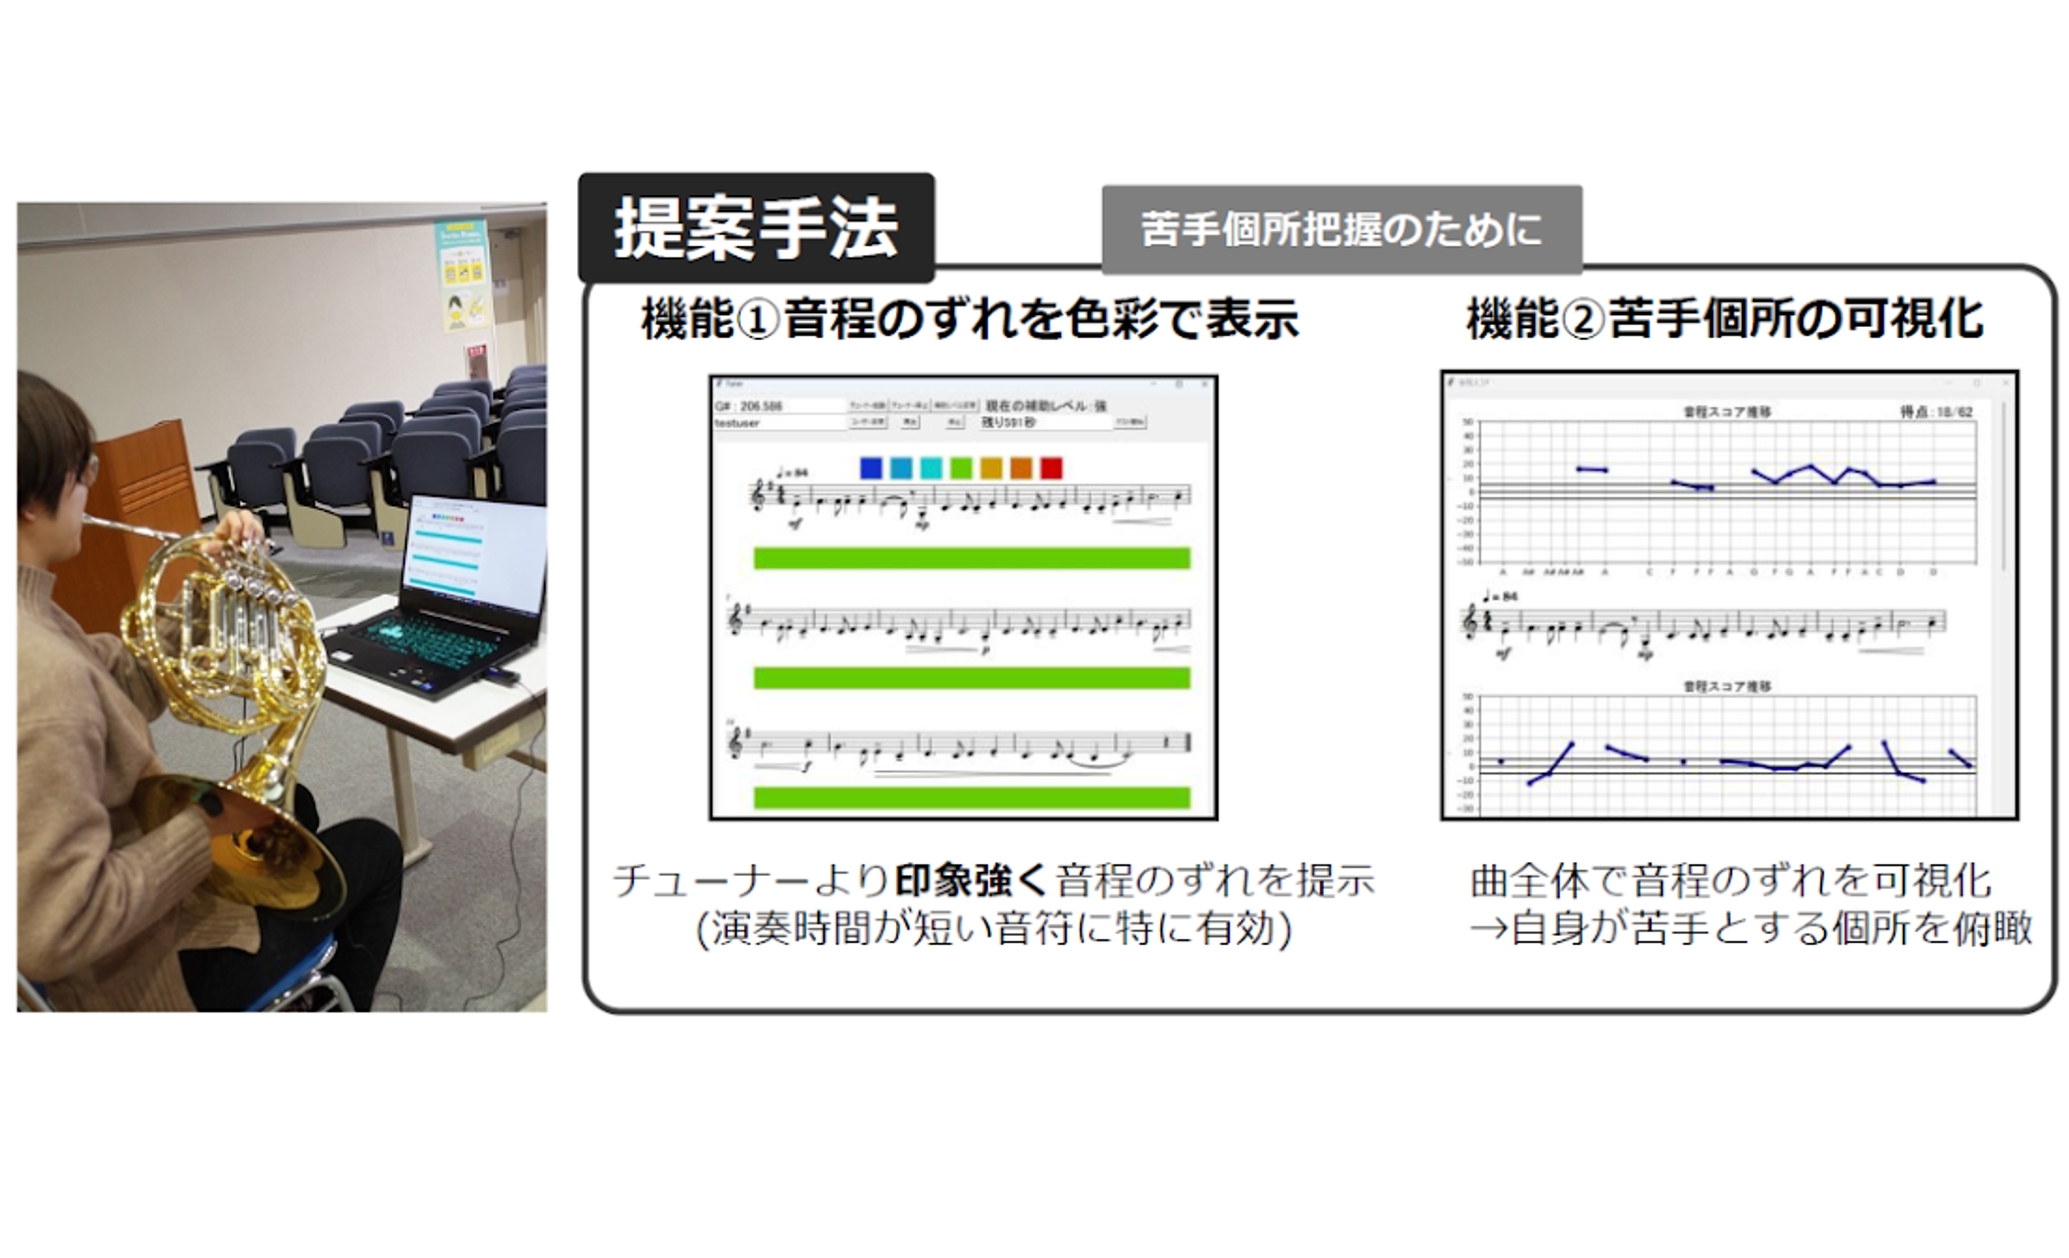 提案手法
苦手個所把握のために
機能①音程のずれを色彩で表示
Tuner
G# : 206.586
現在の補助レベル: 強
testuser
残り591秒
♩= 84
mf
mp
p
f
チューナーより印象強く音程のずれを提示
(演奏時間が短い音符に特に有効)
機能②苦手個所の可視化
音程スコア推移
得点: 18/62
50
40
30
20
10
0
-10
-20
-30
-40
-50
A A# A# A# A# A C F F F A G F G A F F A C D D
♩= 84
mf
mp
音程スコア推移
50
40
30
20
10
0
-10
-20
-30
曲全体で音程のずれを可視化
→自身が苦手とする個所を俯瞰